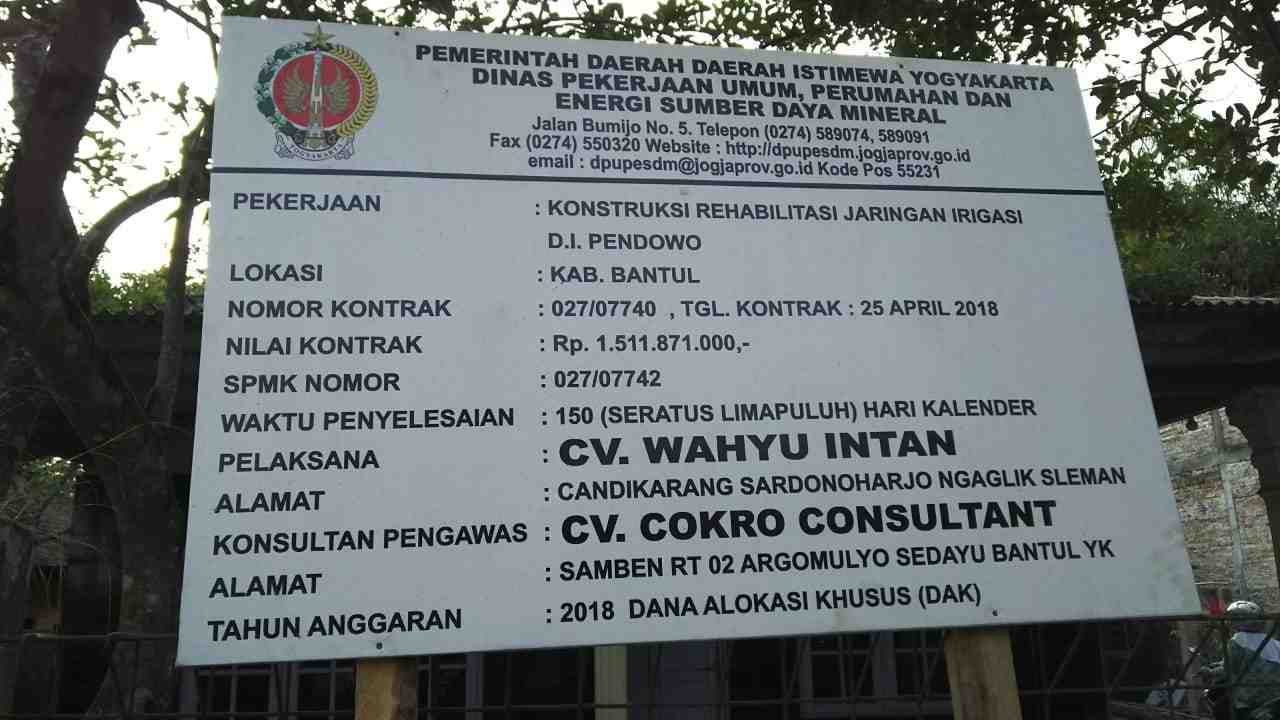 PEMERINTAH DAERAH DAERAH ISTIMEWA YOGYAKARTA
DINAS PEKERJAAN UMUM, PERUMAHAN DAN
ENERGI SUMBER DAYA MINERAL
Jalan Bumijo No. 5. Telepon (0274) 589074, 589091
Fax (0274) 550320 Website : http://dpupesdm.jogjaprov.go.id
email : dpupesdm@jogjaprov.go.id Kode Pos 55231
YOGYAKARTA
PEKERJAAN : KONSTRUKSI REHABILITASI JARINGAN IRIGASI
D.I. PENDOWO
LOKASI : KAB. BANTUL
NOMOR KONTRAK : 027/07740 , TGL. KONTRAK : 25 APRIL 2018
NILAI KONTRAK : Rp. 1.511.871.000,-
SPMK NOMOR : 027/07742
WAKTU PENYELESAIAN : 150 (SERATUS LIMAPULUH) HARI KALENDER
PELAKSANA : CV. WAHYU INTAN
ALAMAT : CANDIKARANG SARDONOHARJO NGAGLIK SLEMAN
KONSULTAN PENGAWAS : CV. COKRO CONSULTANT
ALAMAT : SAMBEN RT 02 ARGOMULYO SEDAYU BANTUL YK
TAHUN ANGGARAN : 2018 DANA ALOKASI KHUSUS (DAK)